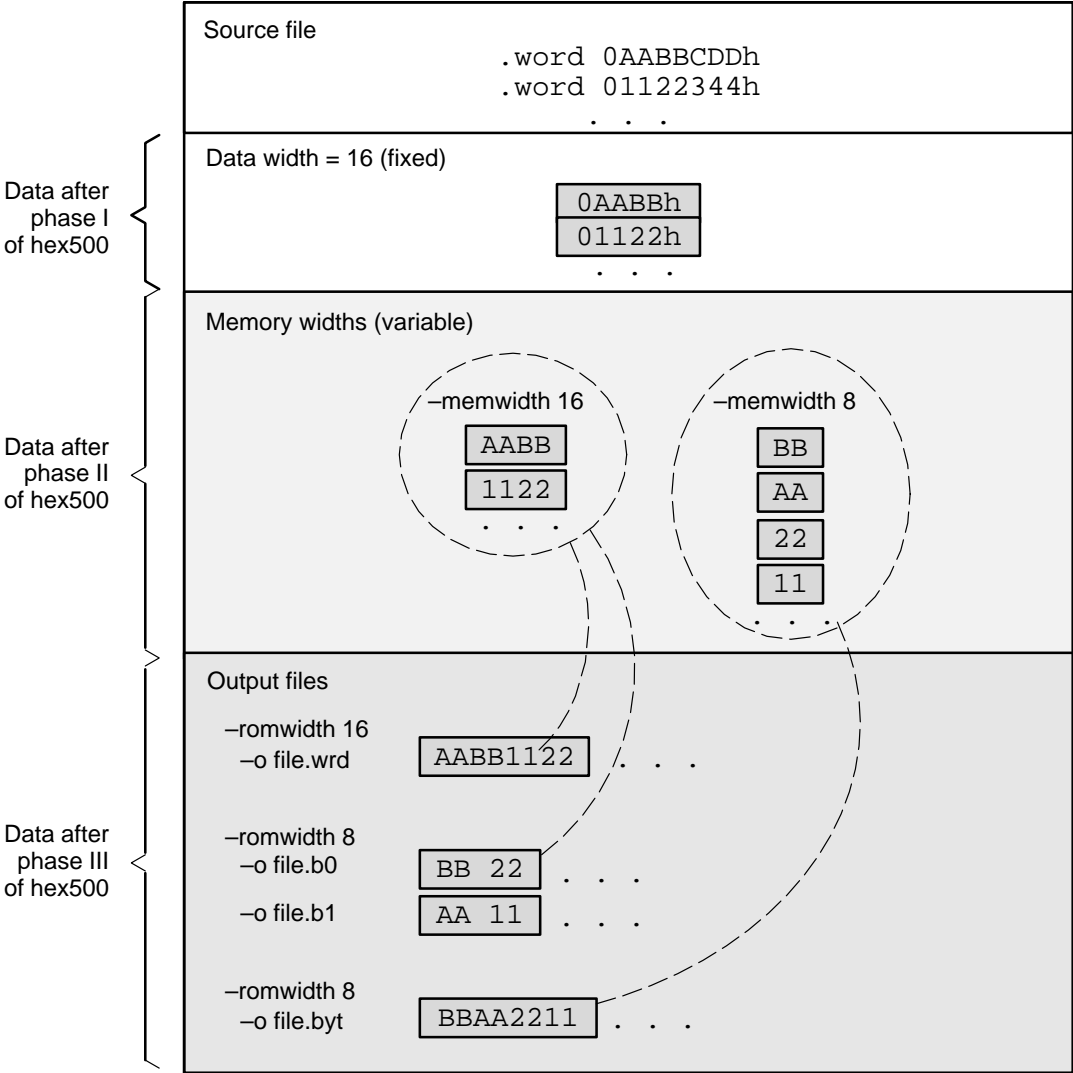 Source file
.word 0AABBCDDh
.word 01122344h
. . .
Data after
phase I
of hex500
Data width = 16 (fixed)
0AABBh
01122h
. . .
Data after
phase II
of hex500
Memory widths (variable)
–memwidth 16
AABB
1122
. . .
–memwidth 8
BB
AA
22
11
. . .
Data after
phase III
of hex500
Output files
–romwidth 16
–o file.wrd AABB1122 . . .
–romwidth 8
–o file.b0 BB 22 . . .
–o file.b1 AA 11 . . .
–romwidth 8
–o file.byt BBAA2211 . . .